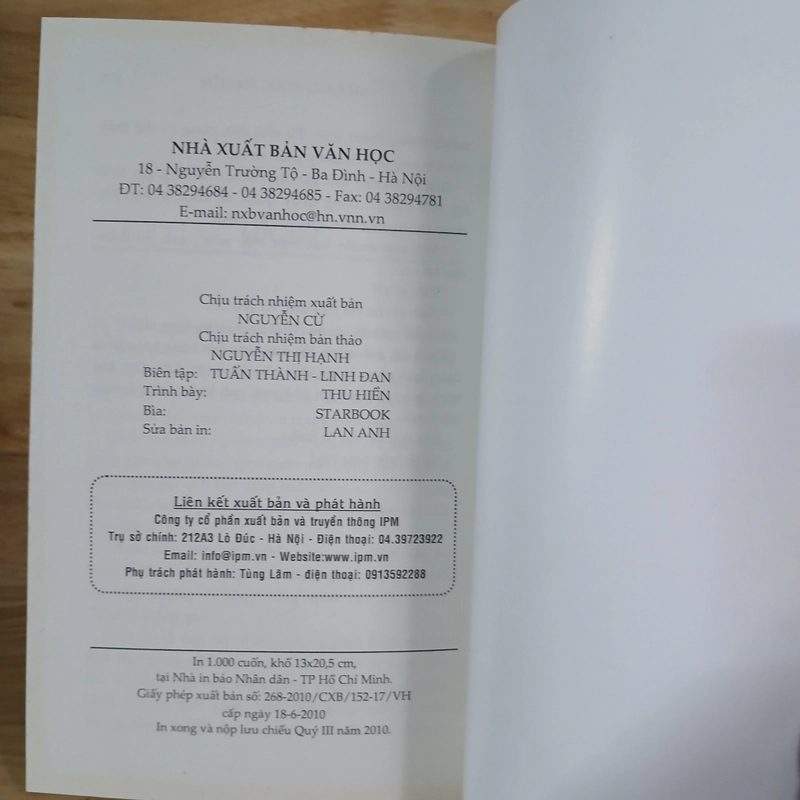 NHÀ XUẤT BẢN VĂN HỌC
18 - Nguyễn Trường Tộ - Ba Đình - Hà Nội
ĐT: 04 38294684 - 04 38294685 - Fax: 04 38294781
E-mail: nxbvanhoc@hn.vnn.vn
Chịu trách nhiệm xuất bản
NGUYỄN CỪ
Chịu trách nhiệm bản thảo
NGUYỄN THỊ HẠNH
Biên tập: TUẤN THÀNH - LINH ĐAN
Trình bày: THU HIỀN
Bìa: STARBOOK
Sửa bản in: LAN ANH
Liên kết xuất bản và phát hành
Công ty cổ phần xuất bản và truyền thông IPM
Trụ sở chính: 212A3 Lò Đúc - Hà Nội - Điện thoại: 04.39723922
Email: info@ipm.vn - Website:www.ipm.vn
Phụ trách phát hành: Tùng Lâm - điện thoại: 0913592288
In 1.000 cuốn, khổ 13x20,5 cm,
tại Nhà in báo Nhân dân - TP Hồ Chí Minh.
Giấy phép xuất bản số: 268-2010/CXB/152-17/VH
cấp ngày 18-6-2010
In xong và nộp lưu chiểu Quý III năm 2010.